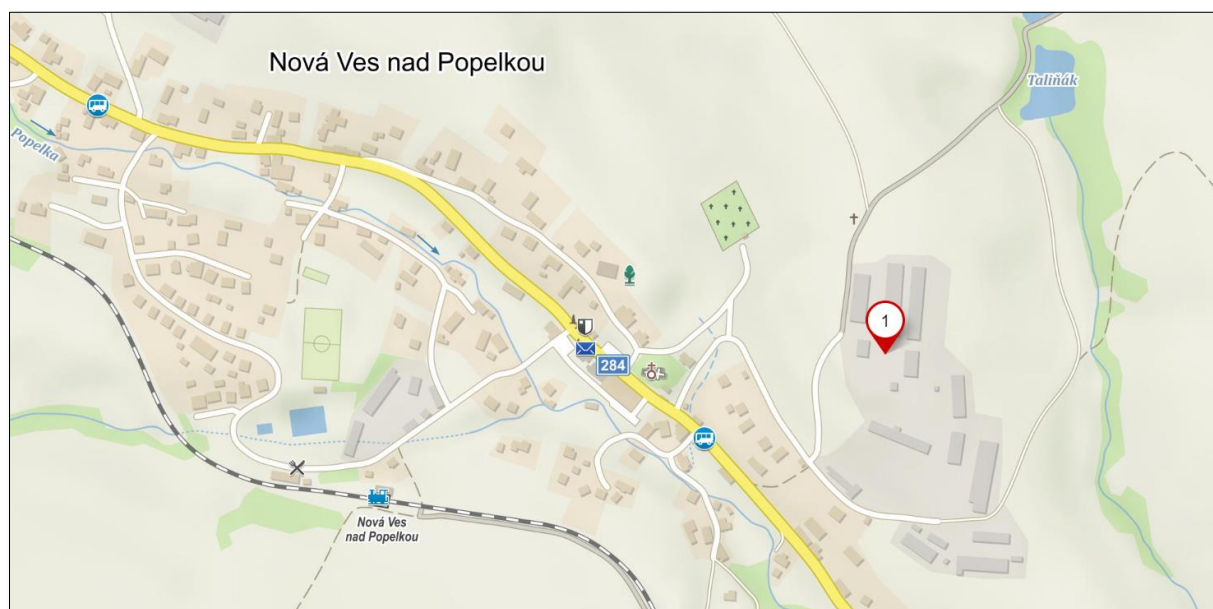 Nová Ves nad Popelkou
Taliňák
Popelka
1
284
Nová Ves
nad Popelkou